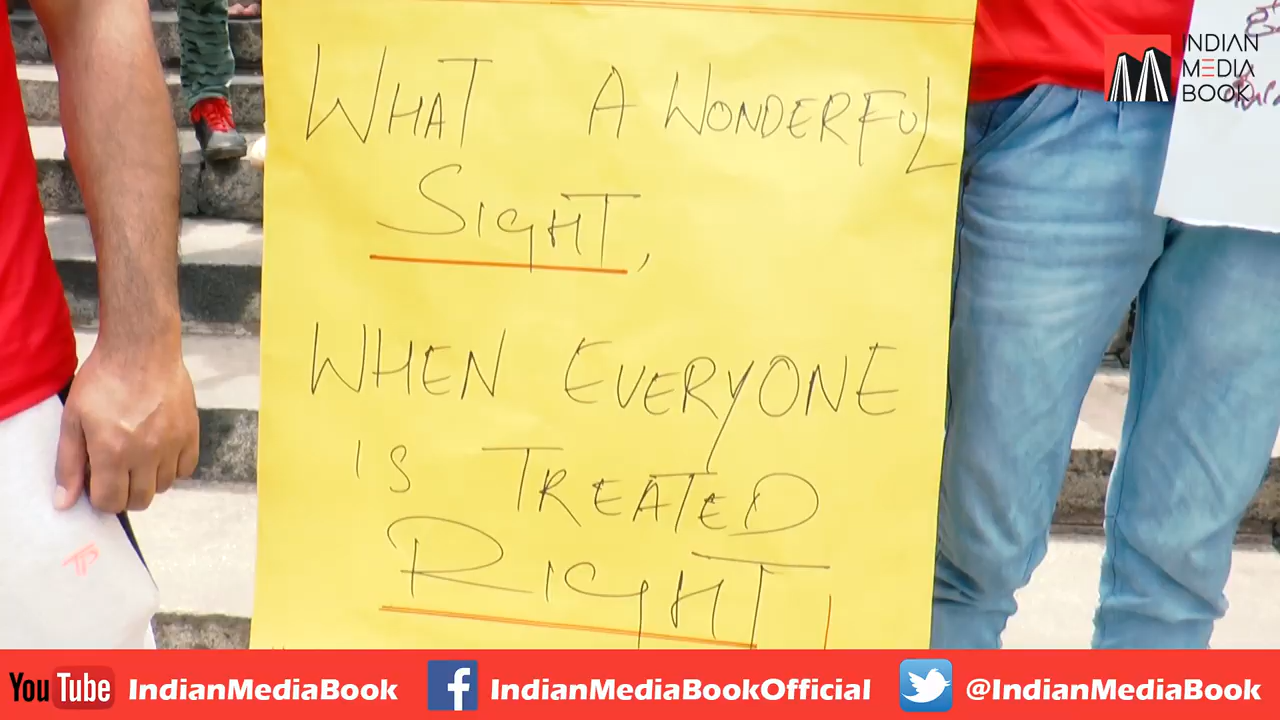 WHAT A WONDERFUL
SIGHT,
WHEN EVERYONE
IS TREATED
RIGHT
INDIAN
MEDIA
BOOK
YouTube IndianMediaBook IndianMediaBookOfficial @IndianMediaBook